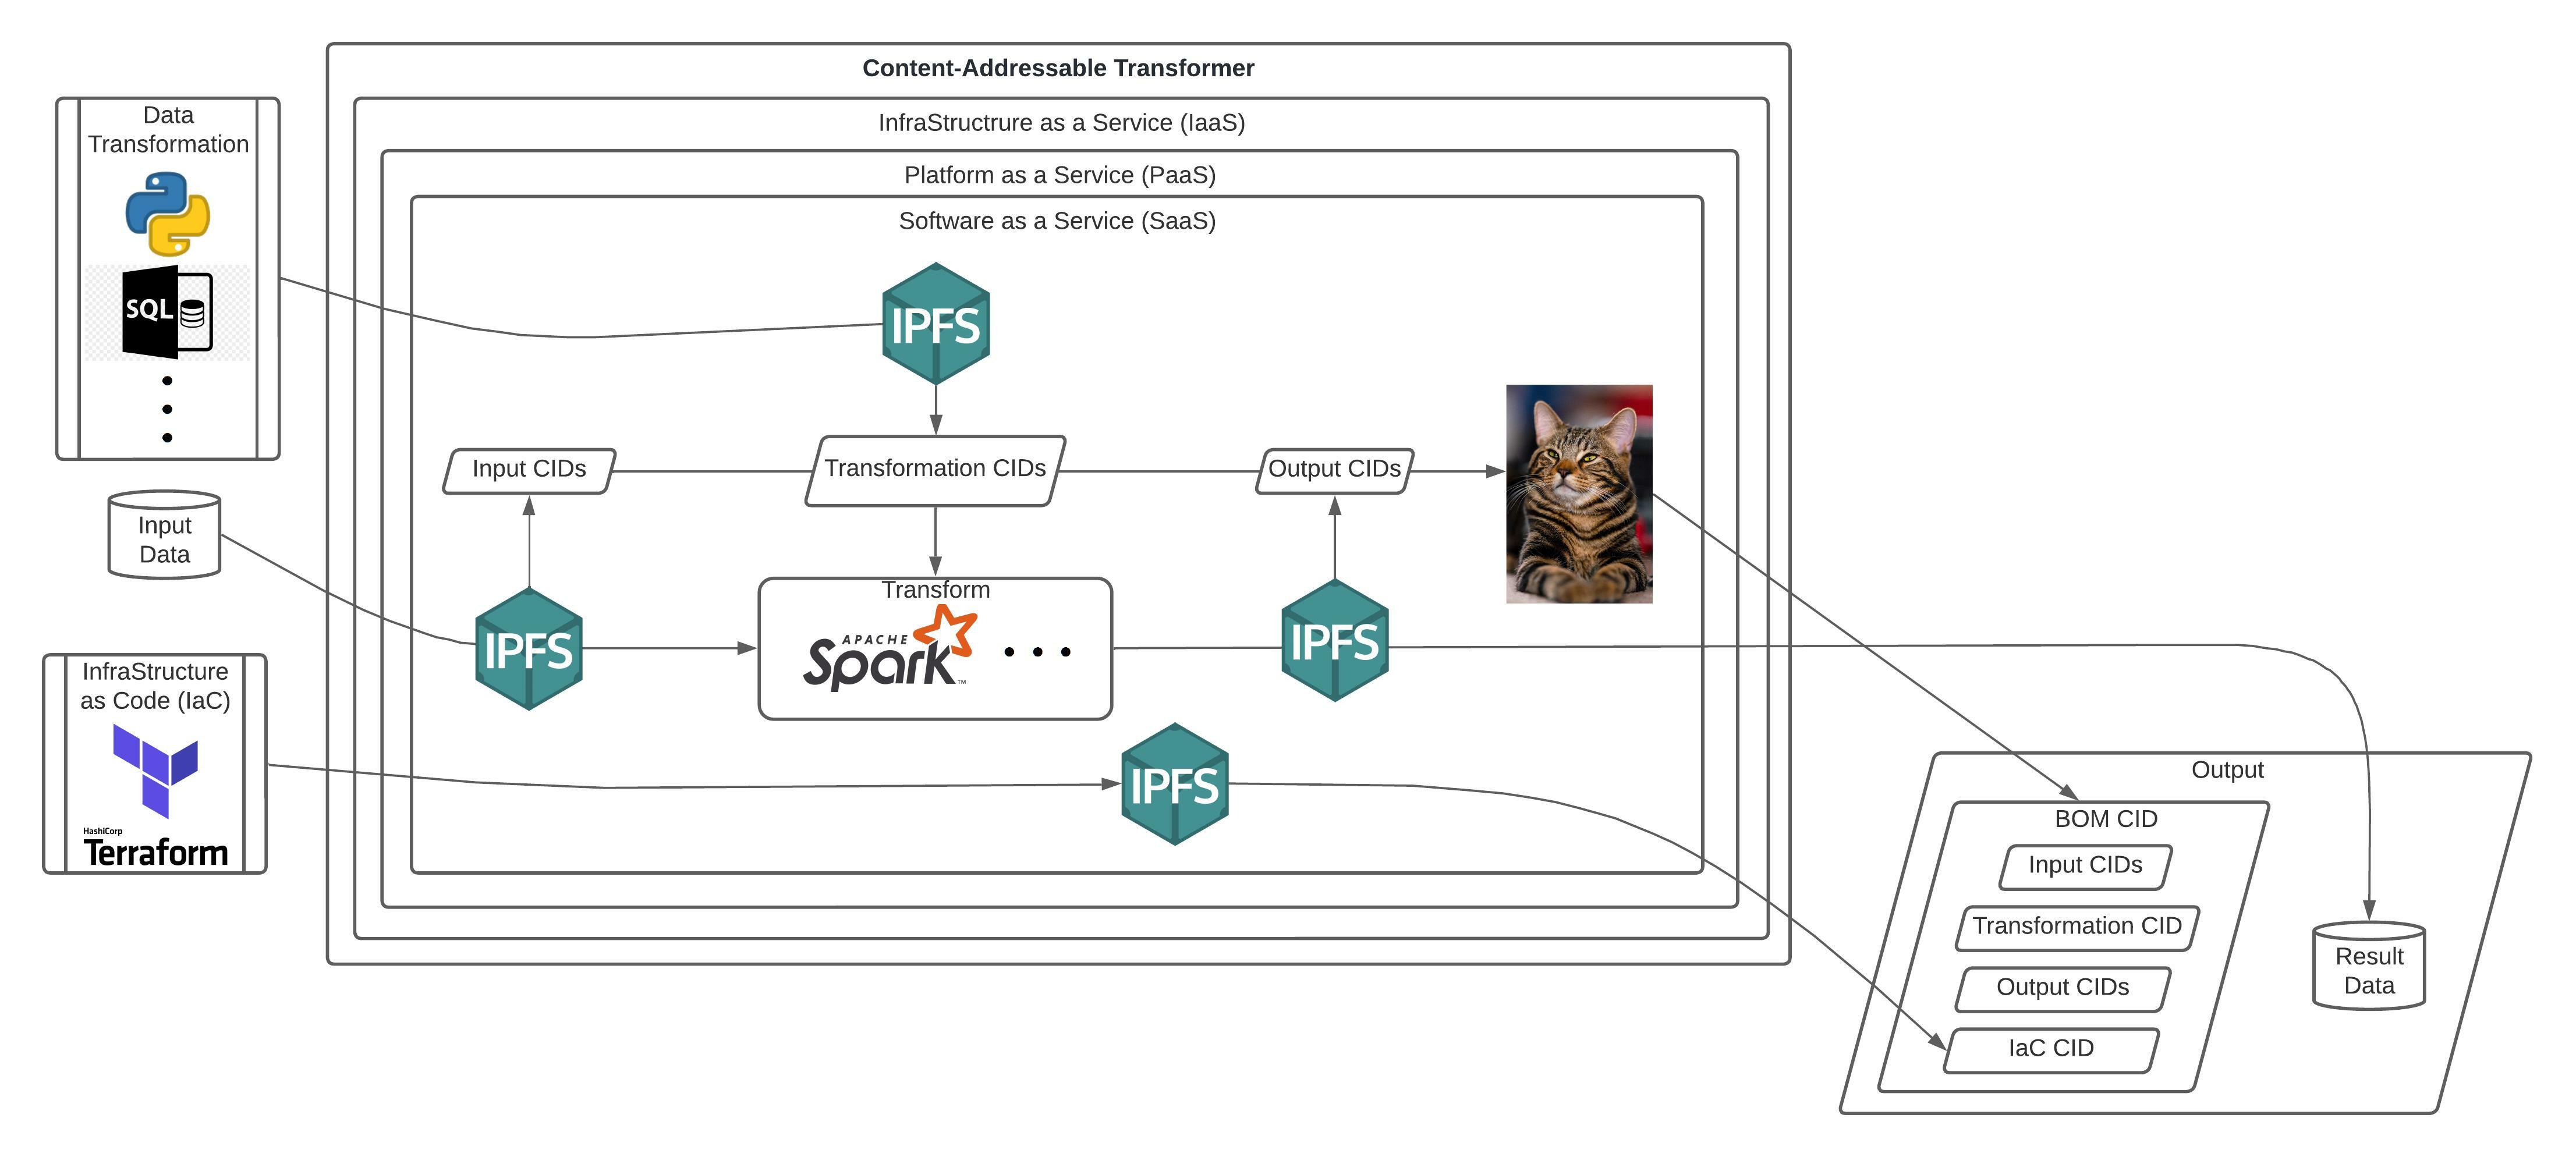 Content-Addressable Transformer
InfraStructrure as a Service (IaaS)
Platform as a Service (PaaS)
Software as a Service (SaaS)
Data
Transformation
SQL
Input
Data
InfraStructure
as Code (IaC)
HashiCorp
Terraform
IPFS
Input CIDs
Transformation CIDs
Output CIDs
IPFS
Transform
APACHE
Spark™
IPFS
IPFS
Output
BOM CID
Input CIDs
Transformation CID
Output CIDs
IaC CID
Result
Data